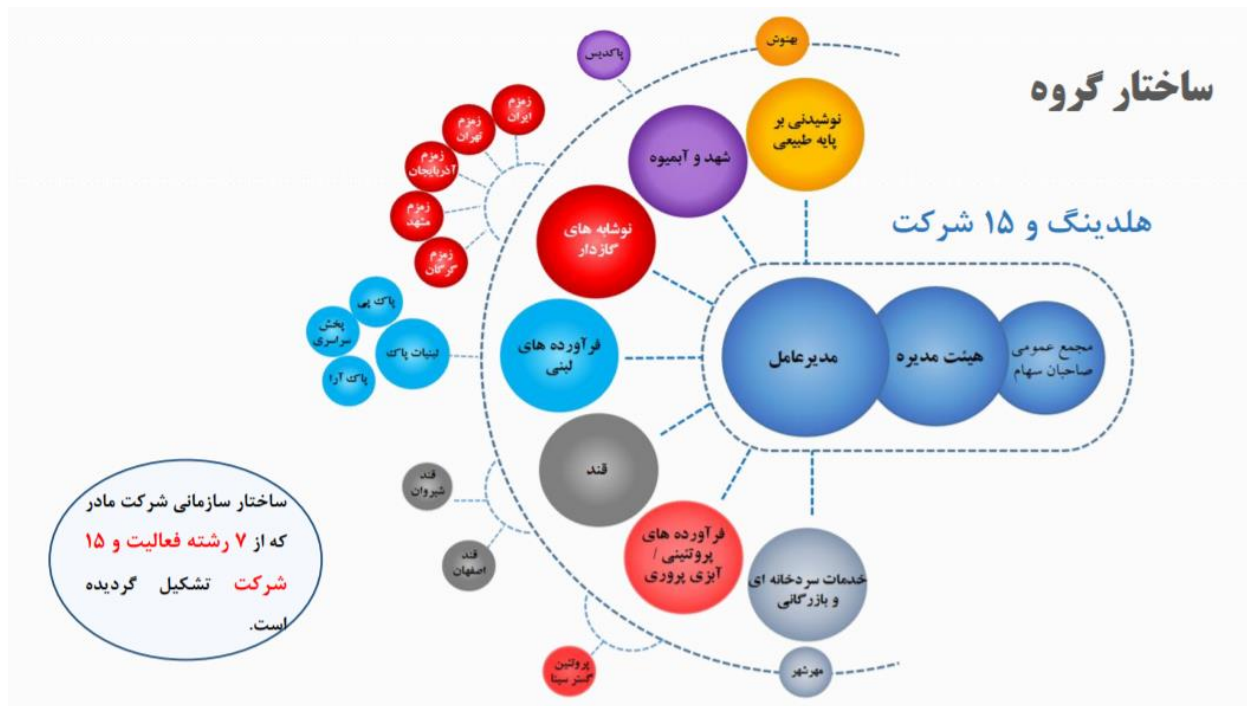 ساختار گروه
هلدینگ و ۱۵ شرکت
مجمع عمومی
صاحبان سهام
هیئت مدیره
مدیرعامل
نوشیدنی بر
پایه طبیعی
بهنوش
شهد و آبمیوه
پاکدیس
نوشابه های
گازدار
زمزم
ایران
زمزم
تهران
زمزم
آذربایجان
زمزم
مشهد
زمزم
گرگان
فرآورده های
لبنی
لبنیات پاک
پاک پی
پخش
سراسری
پاک آرا
قند
قند
شیروان
قند
اصفهان
فرآورده های
پروتئینی /
آبزی پروری
پروتئین
گستر سینا
خدمات سردخانه ای
و بازرگانی
مهرشهر
ساختار سازمانی شرکت مادر
که از ۷ رشته فعالیت و ۱۵
شرکت تشکیل گردیده
است.